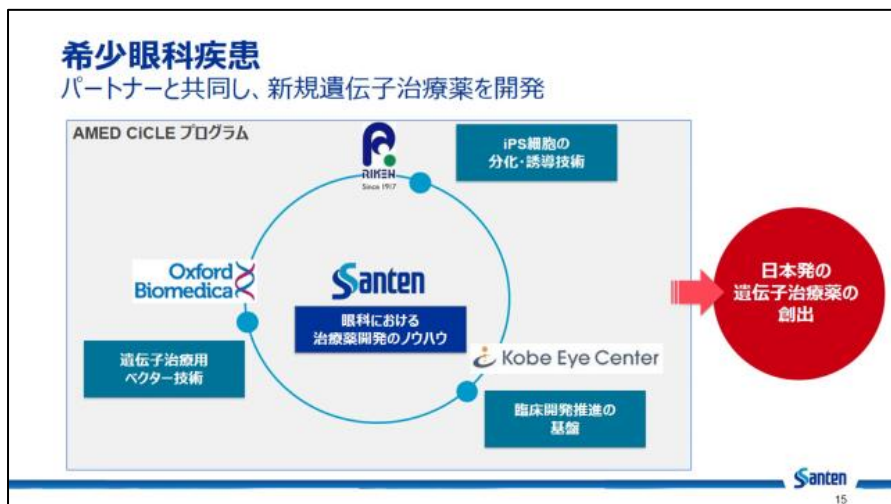 希少眼科疾患
パートナーと共同し、新規遺伝子治療薬を開発
AMED CiCLE プログラム
RIKEN
Since 1917
iPS細胞の
分化・誘導技術
Oxford
Biomedica
Santen
眼科における
治療薬開発のノウハウ
遺伝子治療用
ベクター技術
Kobe Eye Center
臨床開発推進の
基盤
日本発の
遺伝子治療薬の
創出
Santen
15